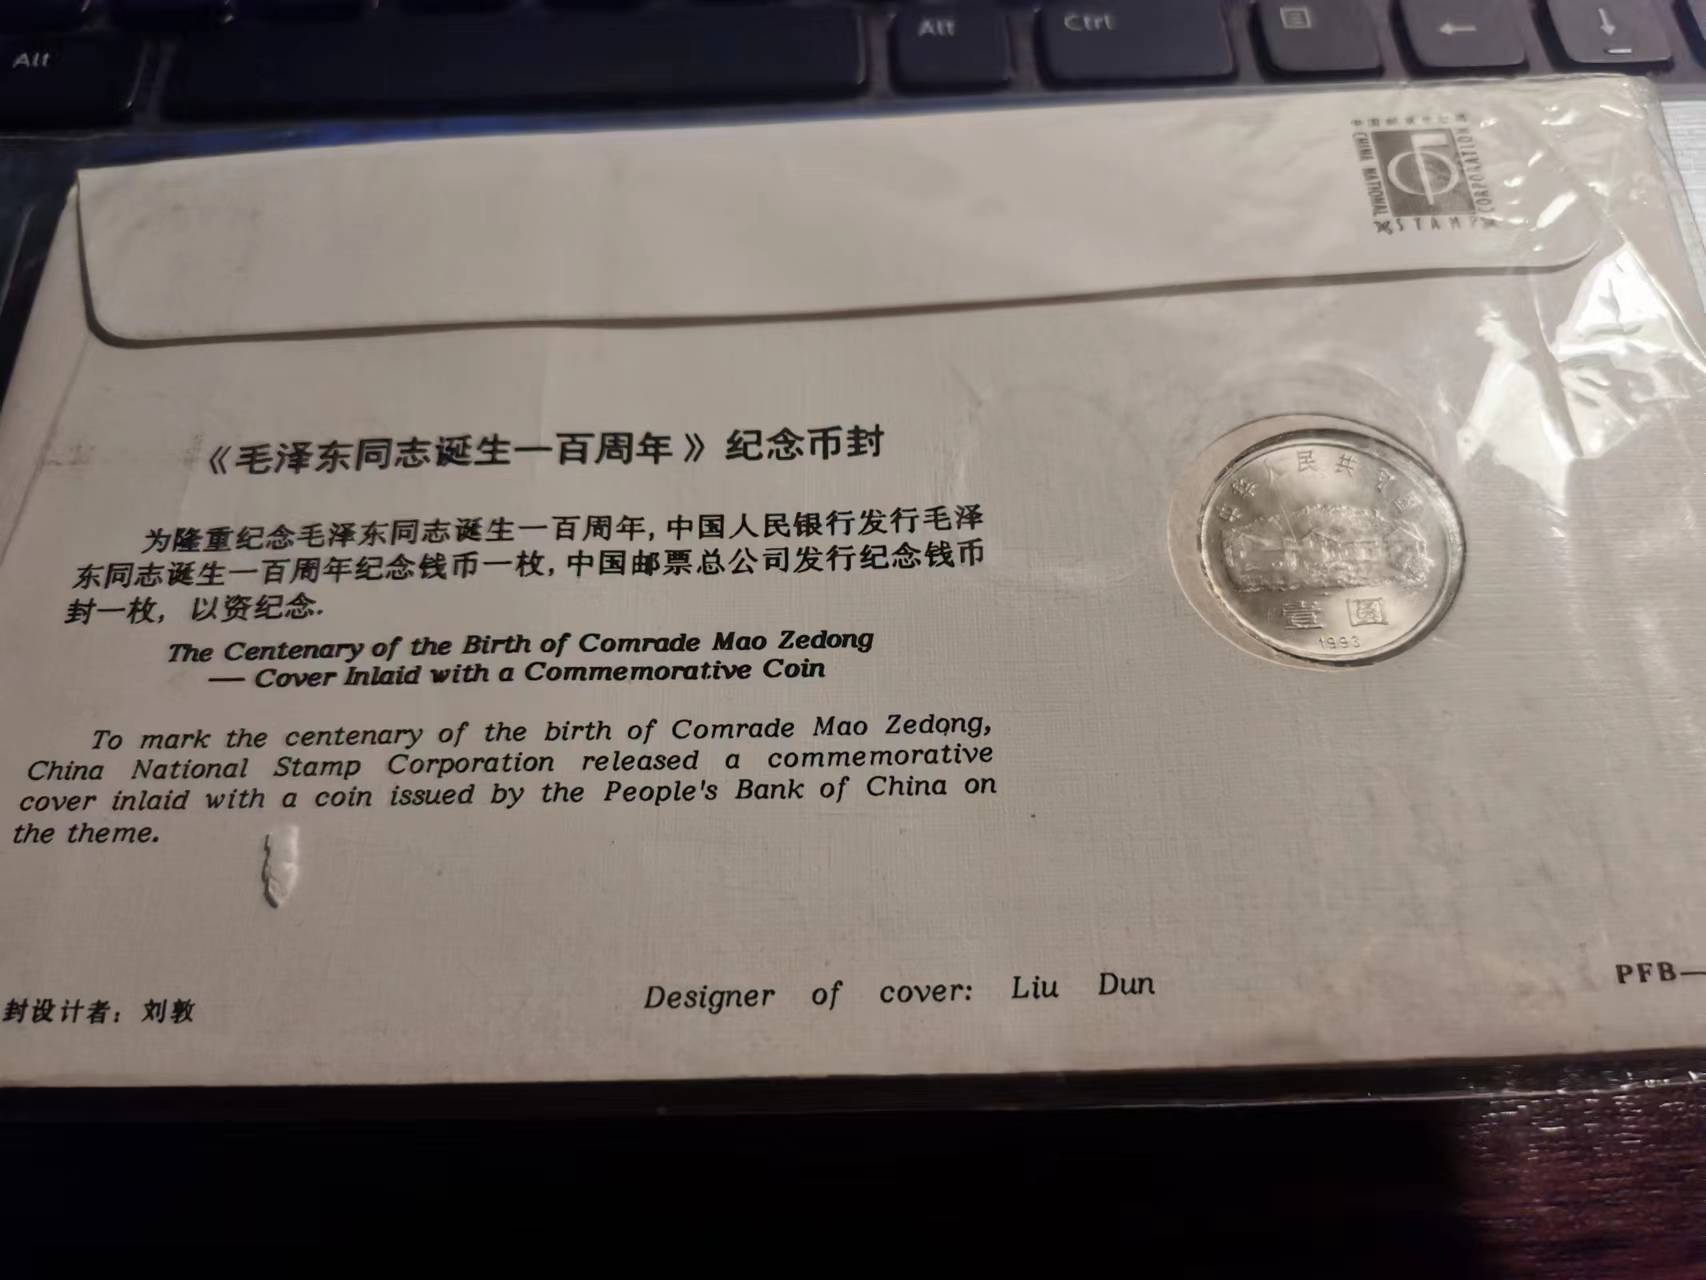 Alt
Alt
Ctrl
CHINA NATIONAL
STAMP
CORPORATION
《毛泽东同志诞生一百周年》纪念币封
为隆重纪念毛泽东同志诞生一百周年,中国人民银行发行毛泽
东同志诞生一百周年纪念钱币一枚,中国邮票总公司发行纪念钱币
封一枚, 以资纪念.
The Centenary of the Birth of Comrade Mao Zedong
— Cover Inlaid with a Commemorative Coin
To mark the centenary of the birth of Comrade Mao Zedong,
China National Stamp Corporation released a commemorative
cover inlaid with a coin issued by the People's Bank of China on
the theme.
中华人民共和国
壹圆
1993
封设计者: 刘敦
Designer of cover: Liu Dun
PFB—